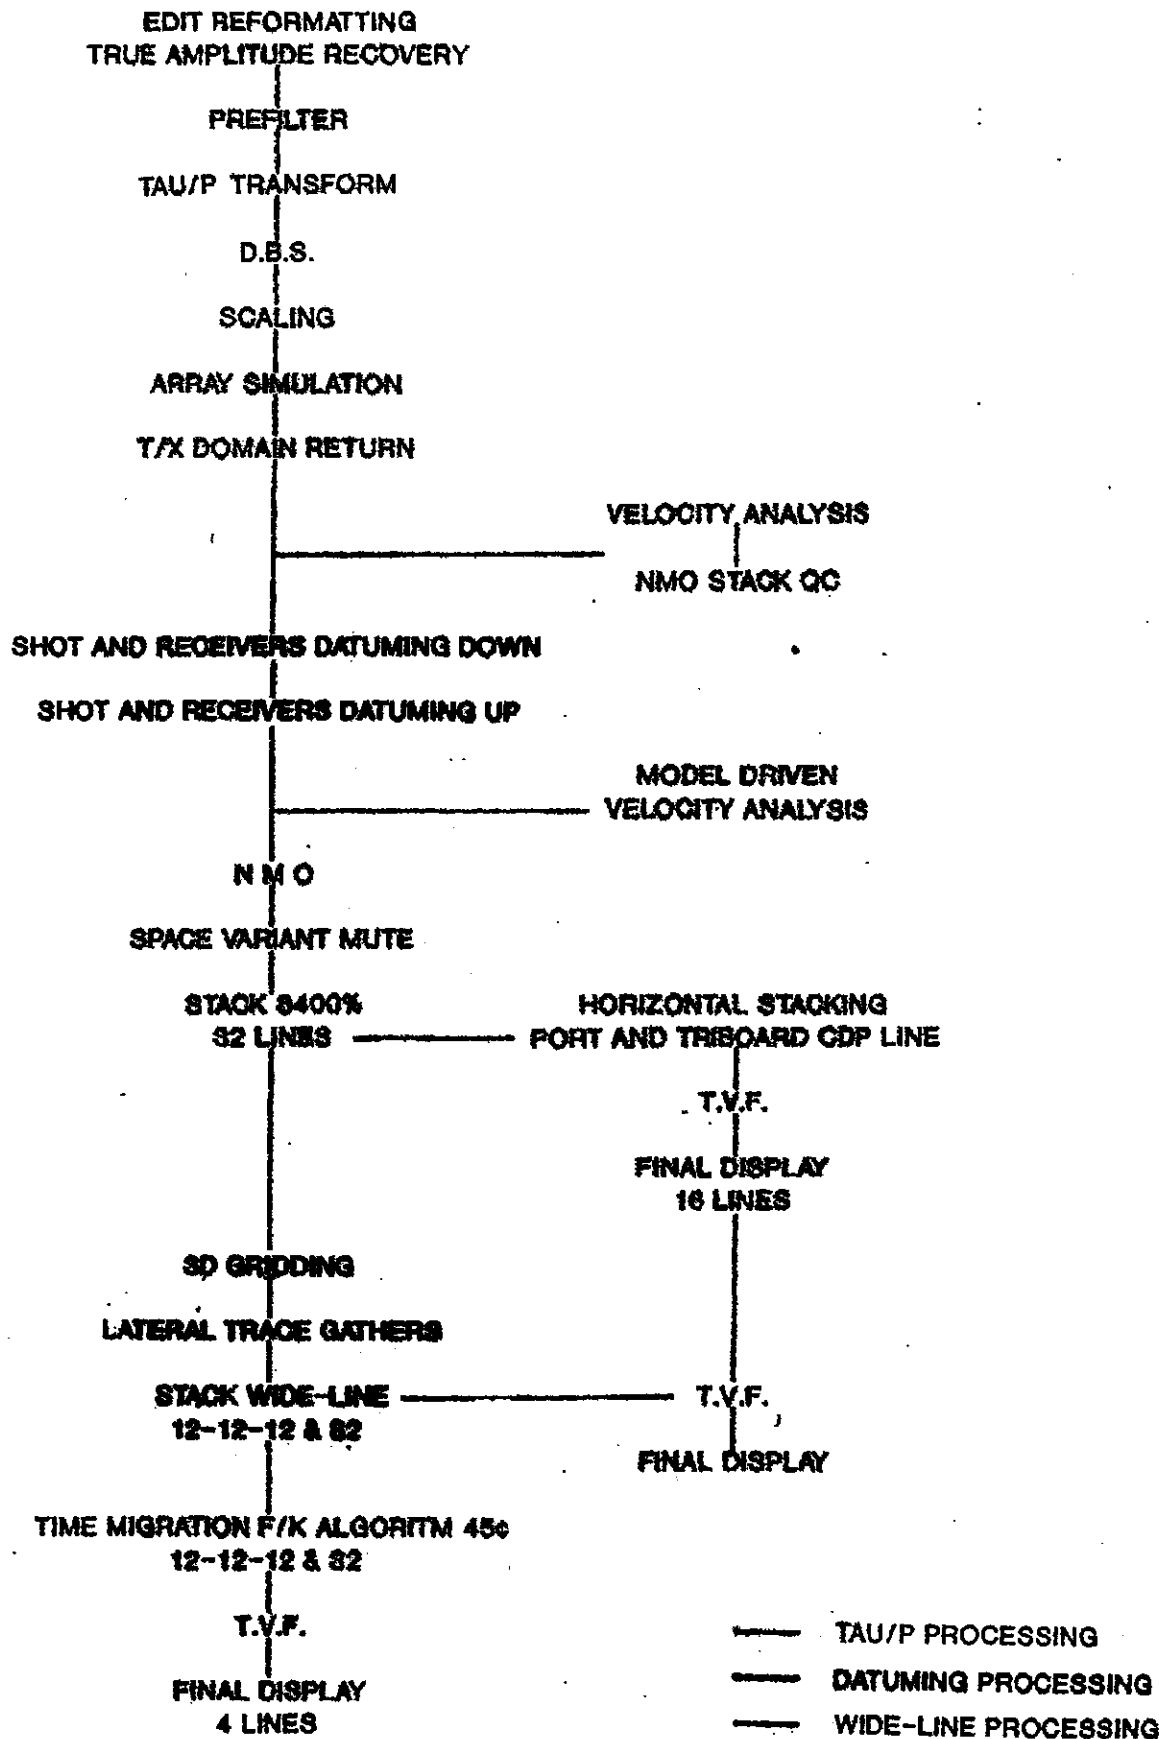 EDIT REFORMATTING
TRUE AMPLITUDE RECOVERY
PREFILTER
TAU/P TRANSFORM
D.B.S.
SCALING
ARRAY SIMULATION
T/X DOMAIN RETURN
VELOCITY ANALYSIS
NMO STACK QC
SHOT AND RECEIVERS DATUMING DOWN
SHOT AND RECEIVERS DATUMING UP
MODEL DRIVEN
VELOCITY ANALYSIS
N M O
SPACE VARIANT MUTE
STACK 6400%
32 LINES
HORIZONTAL STACKING
PORT AND TRIBOARD CDP LINE
T.V.F.
FINAL DISPLAY
16 LINES
3D GRIDDING
LATERAL TRACE GATHERS
STACK WIDE-LINE
12-12-12 & 32
T.V.F.
FINAL DISPLAY
TIME MIGRATION F/K ALGORITM 45¢
12-12-12 & 32
T.V.F.
FINAL DISPLAY
4 LINES
TAU/P PROCESSING
DATUMING PROCESSING
WIDE-LINE PROCESSING